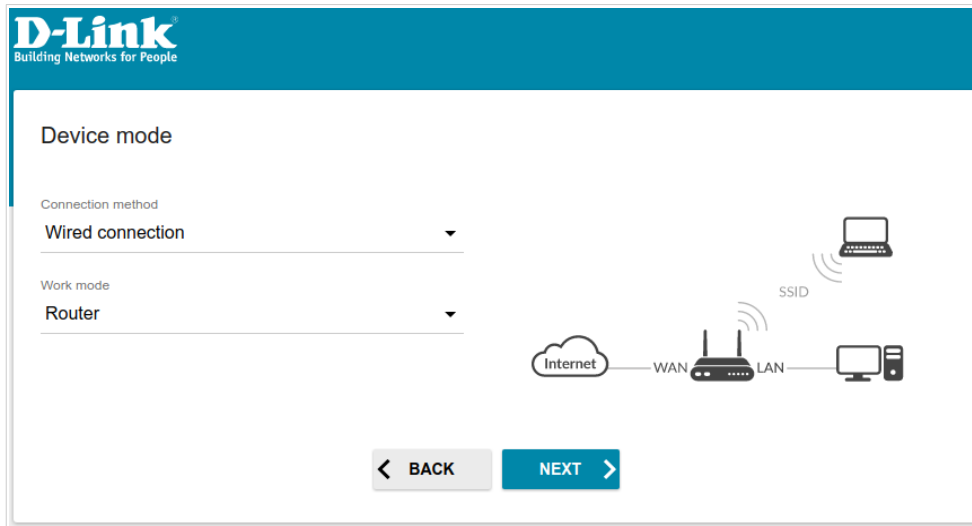 D-Link
Building Networks for People
Device mode
Connection method
Wired connection
Work mode
Router
SSID
Internet
WAN
LAN
BACK
NEXT